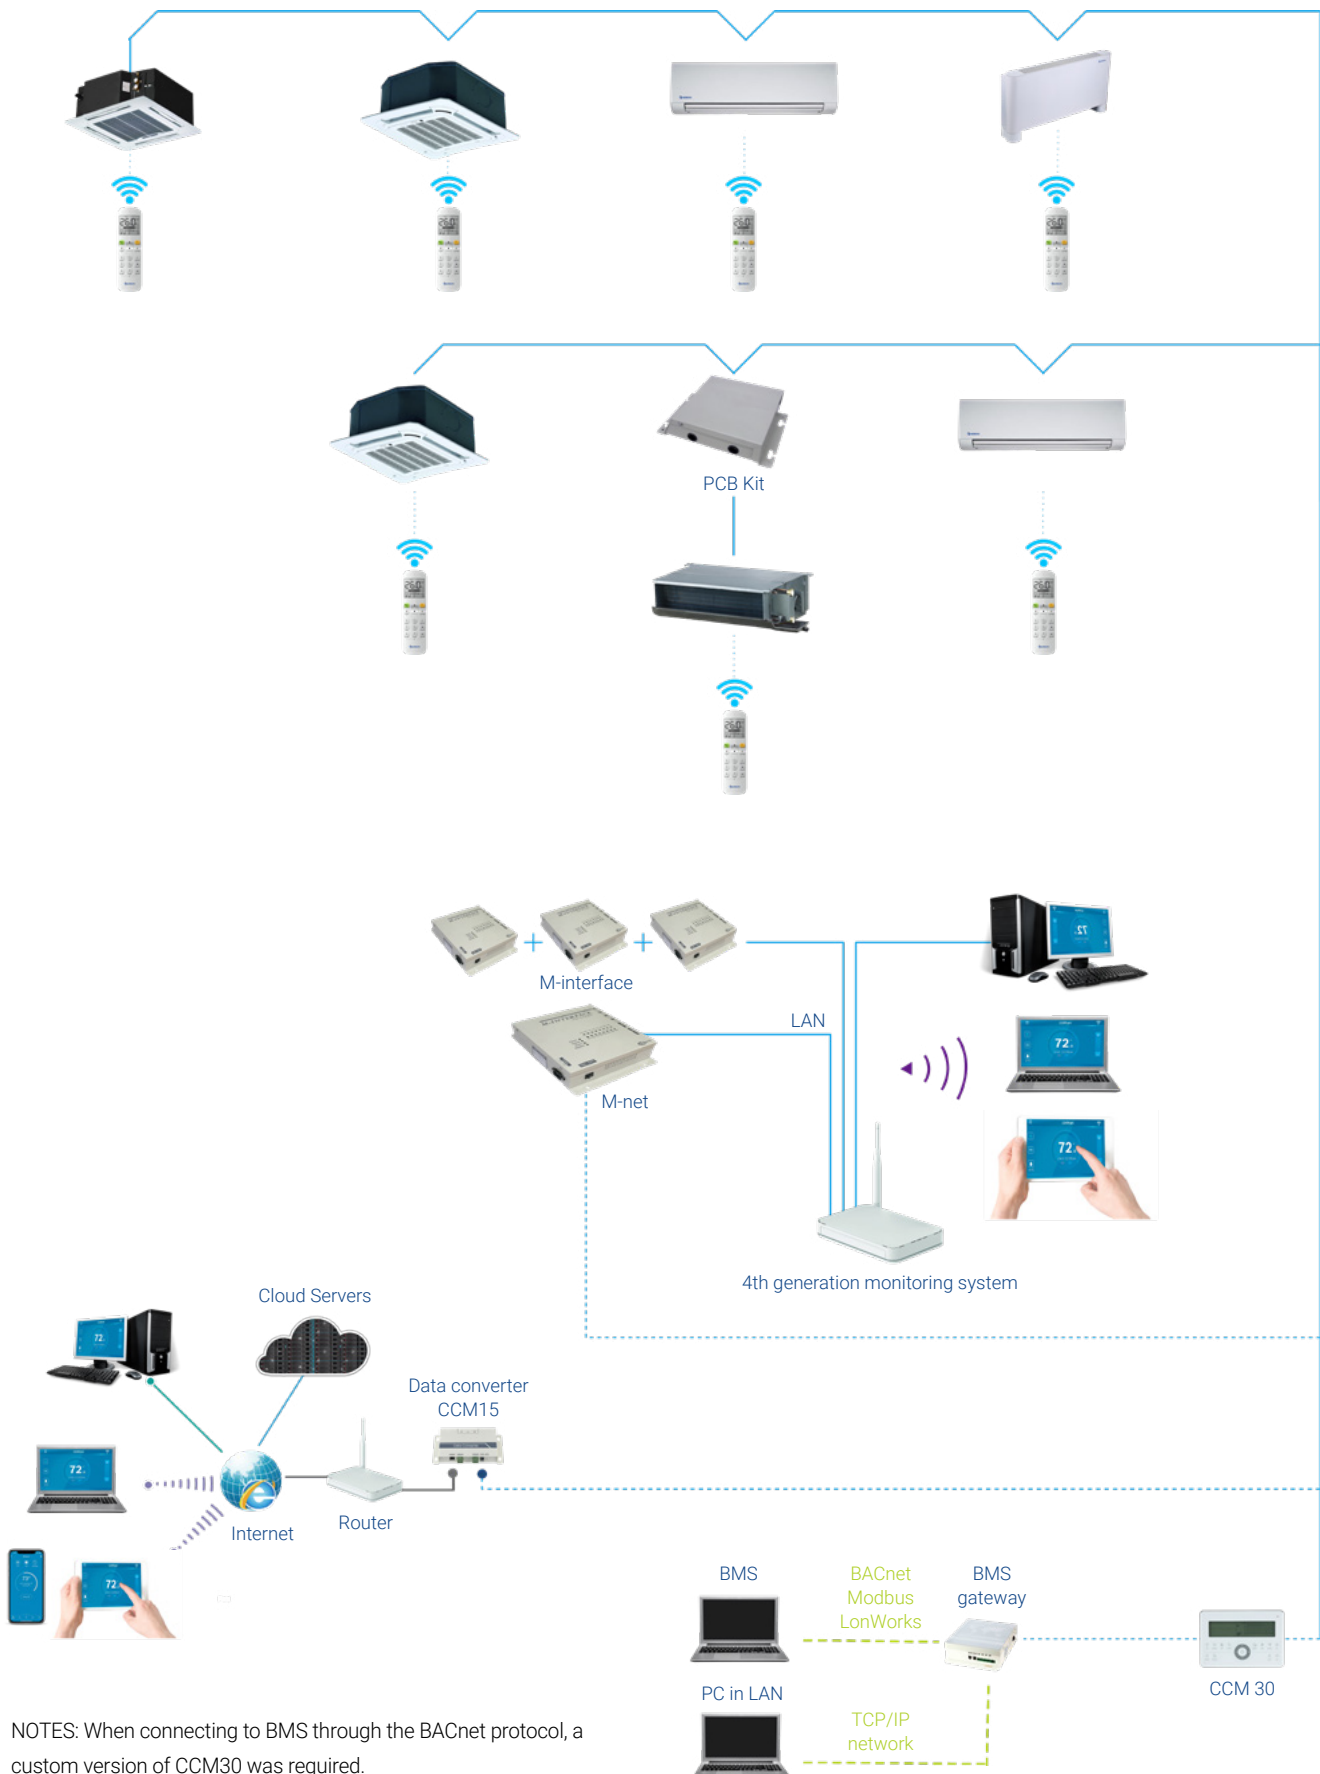 PCB Kit
M-interface
LAN
M-net
4th generation monitoring system
Cloud Servers
Data converter
CCM15
Internet
Router
BMS
BACnet
Modbus
LonWorks
BMS
gateway
CCM 30
PC in LAN
TCP/IP
network
NOTES: When connecting to BMS through the BACnet protocol, a
custom version of CCM30 was required.